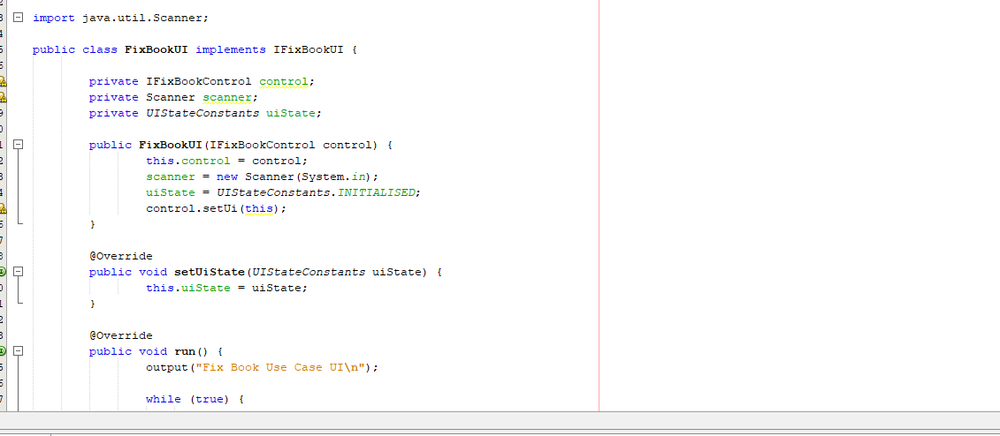 import java.util.Scanner;
public class FixBookUI implements IFixBookUI {
private IFixBookControl control;
private Scanner scanner;
private UIStateConstants uiState;
public FixBookUI(IFixBookControl control) {
this.control = control;
scanner = new Scanner(System.in);
uiState = UIStateConstants.INITIALISED;
control.setUi(this);
}
@Override
public void setUiState(UIStateConstants uiState) {
this.uiState = uiState;
}
@Override
public void run() {
output("Fix Book Use Case UI\n");
while (true) {